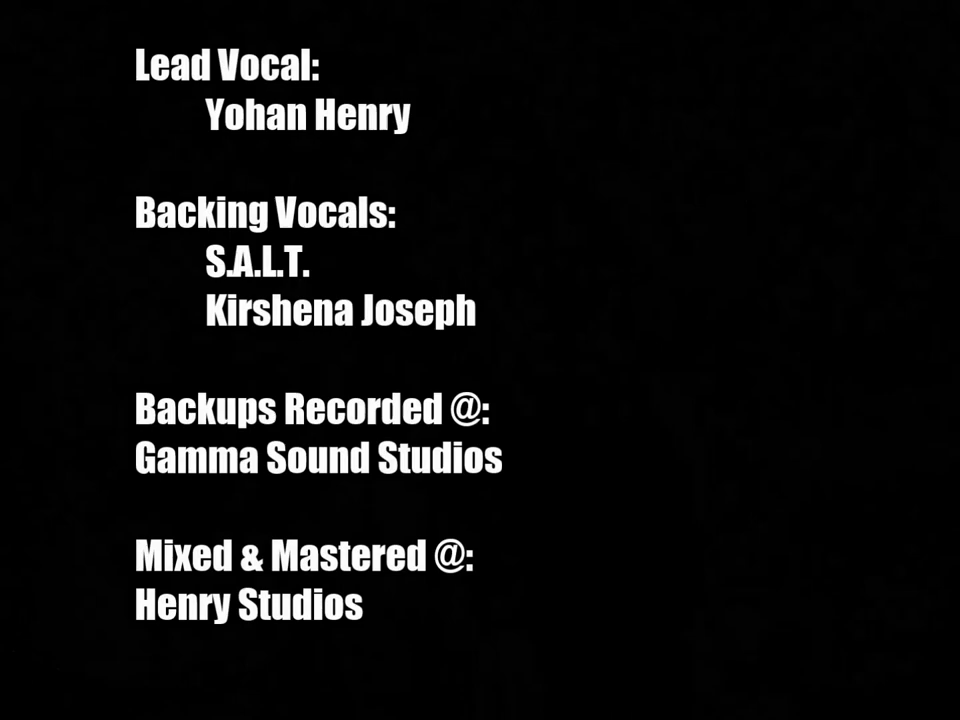 Lead Vocal:
Yohan Henry
Backing Vocals:
S.A.L.T.
Kirshena Joseph
Backups Recorded @:
Gamma Sound Studios
Mixed & Mastered @:
Henry Studios